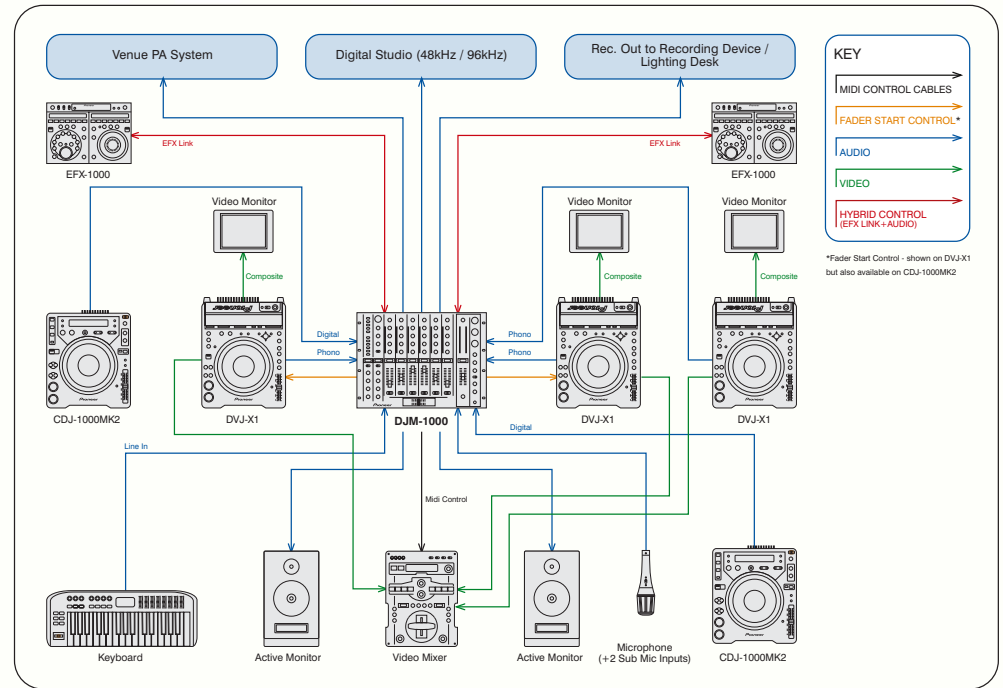 Venue PA System
Digital Studio (48kHz / 96kHz)
Rec. Out to Recording Device /
Lighting Desk
KEY
MIDI CONTROL CABLES
FADER START CONTROL*
AUDIO
VIDEO
HYBRID CONTROL
(EFX LINK+AUDIO)
*Fader Start Control - shown on DVJ-X1
but also available on CDJ-1000MK2
EFX Link
EFX Link
EFX-1000
EFX-1000
Video Monitor
Video Monitor
Video Monitor
Composite
Composite
Composite
Pioneer
Pioneer
Pioneer
Digital
Phono
Phono
Phono
Pioneer
CDJ-1000MK2
DVJ-X1
DJM-1000
DVJ-X1
DVJ-X1
Line In
Digital
Midi Control
Keyboard
Active Monitor
Video Mixer
Active Monitor
Microphone
(+2 Sub Mic Inputs)
CDJ-1000MK2